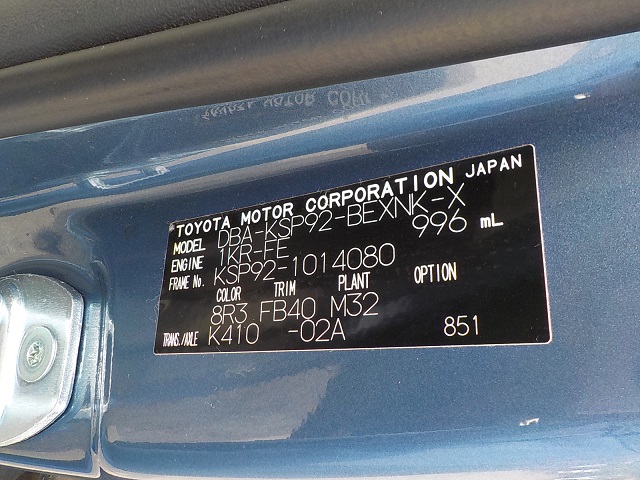 TOYOTA MOTOR CORPORATION JAPAN
MODEL DBA-KSP92-BEXNK-X
ENGINE 1KR-FE 996 mL
FRAME No. KSP92-1014080
COLOR TRIM PLANT OPTION
8R3 FB40 M32
TRANS./AXLE K410 -02A 851